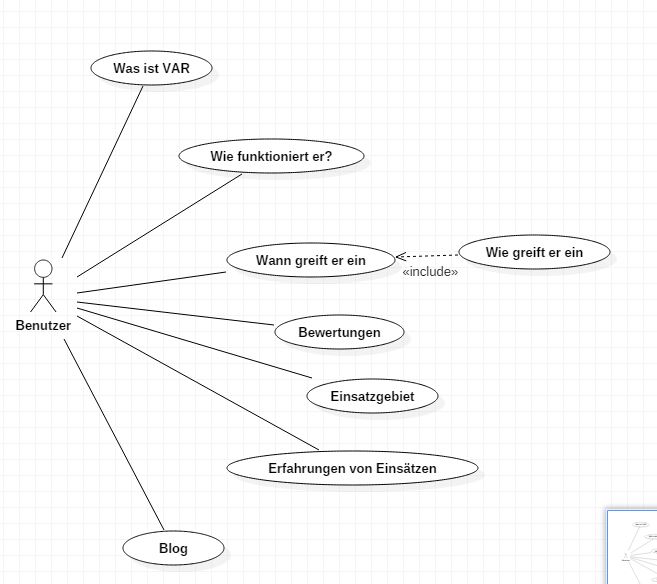 Was ist VAR
Wie funktioniert er?
Wann greift er ein
Wie greift er ein
«include»
Benutzer
Bewertungen
Einsatzgebiet
Erfahrungen von Einsätzen
Blog